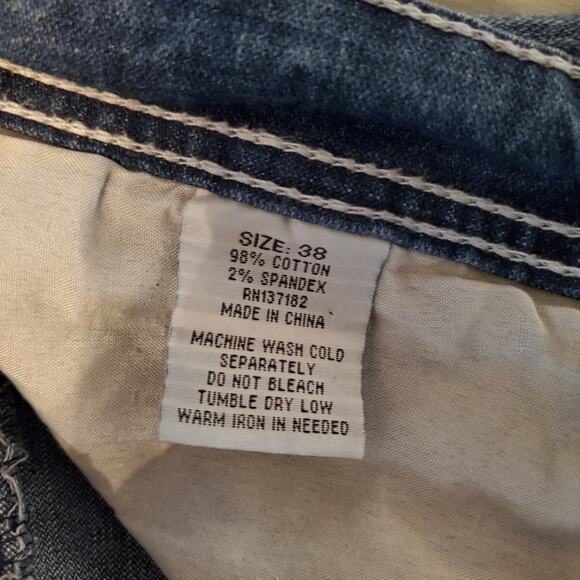 SIZE: 38
98% COTTON
2% SPANDEX
RN137182
MADE IN CHINA
MACHINE WASH COLD
SEPARATELY
DO NOT BLEACH
TUMBLE DRY LOW
WARM IRON IN NEEDED